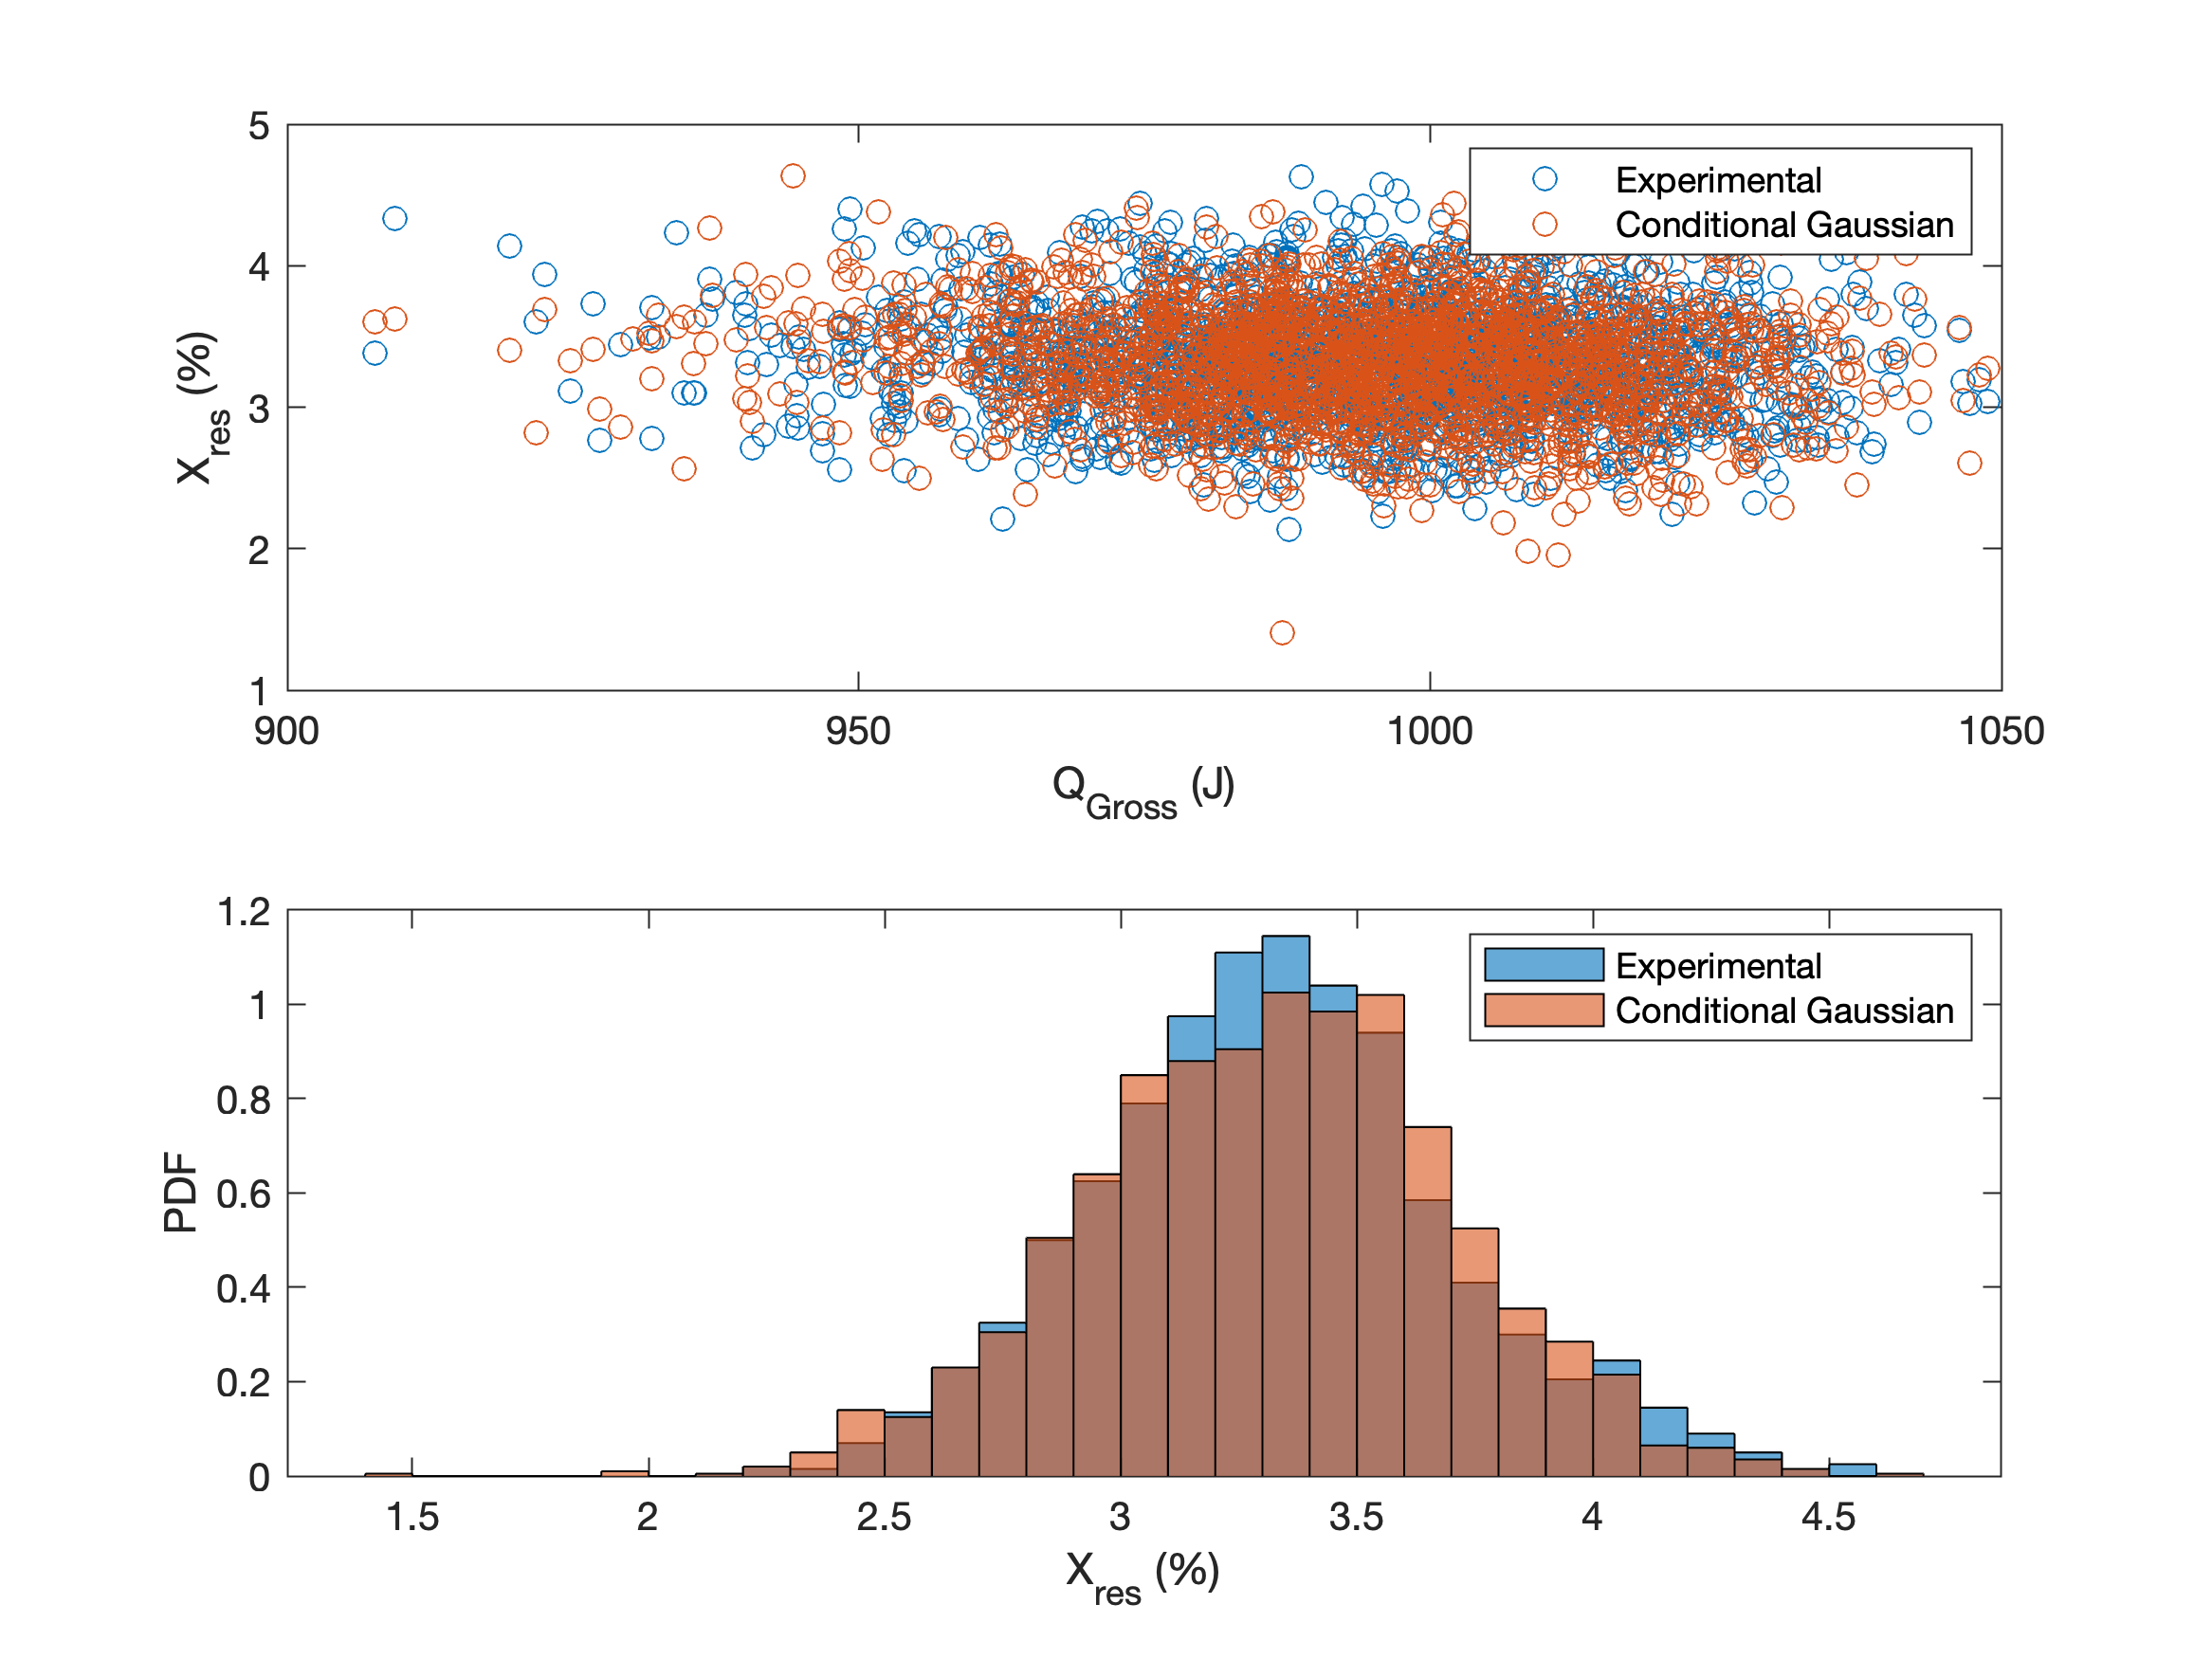 5
4
3
2
1
X_res (%)
Experimental
Conditional Gaussian
900 950 1000 1050
Q_Gross (J)
1.2
1
0.8
0.6
0.4
0.2
0
PDF
Experimental
Conditional Gaussian
1.5 2 2.5 3 3.5 4 4.5
X_res (%)